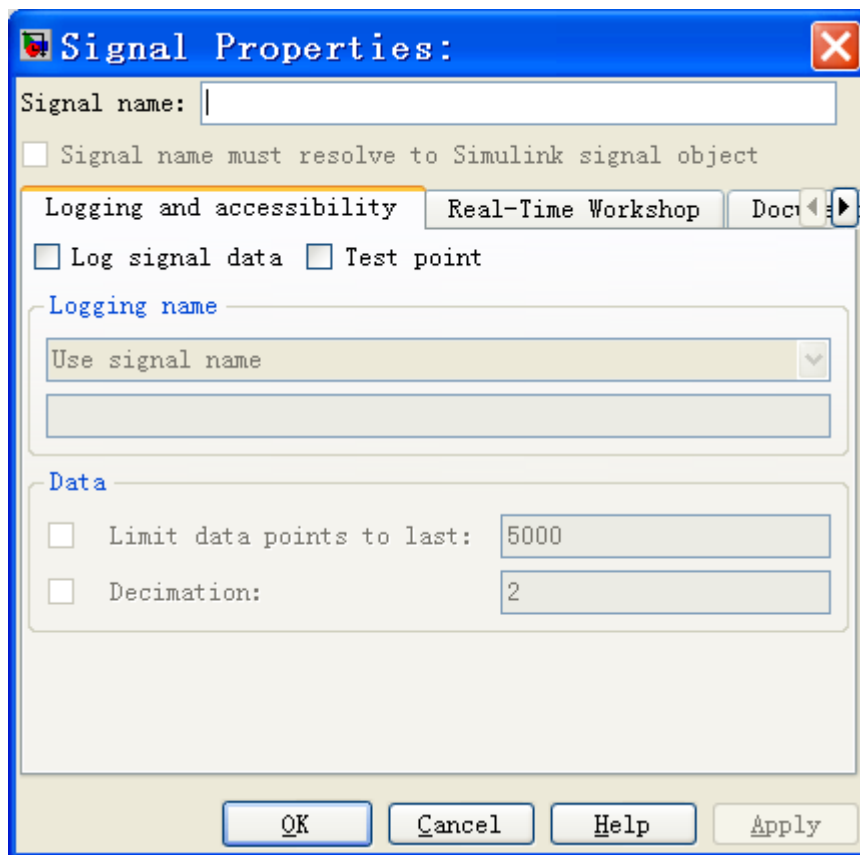 Signal Properties:
Signal name:
Signal name must resolve to Simulink signal object
Logging and accessibility Real-Time Workshop
Log signal data Test point
Logging name
Use signal name
Data
Limit data points to last: 5000
Decimation: 2
OK Cancel Help Apply